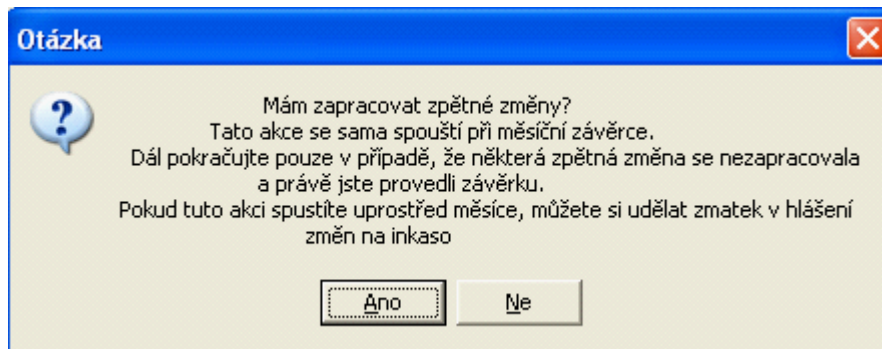 Otázka
Mám zapracovat zpětné změny?
Tato akce se sama spouští při měsíční závěrce.
Dál pokračujte pouze v případě, že některá zpětná změna se nezapracovala
a právě jste provedli závěrku.
Pokud tuto akci spustíte uprostřed měsíce, můžete si udělat zmatek v hlášení
změn na inkaso
Ano Ne